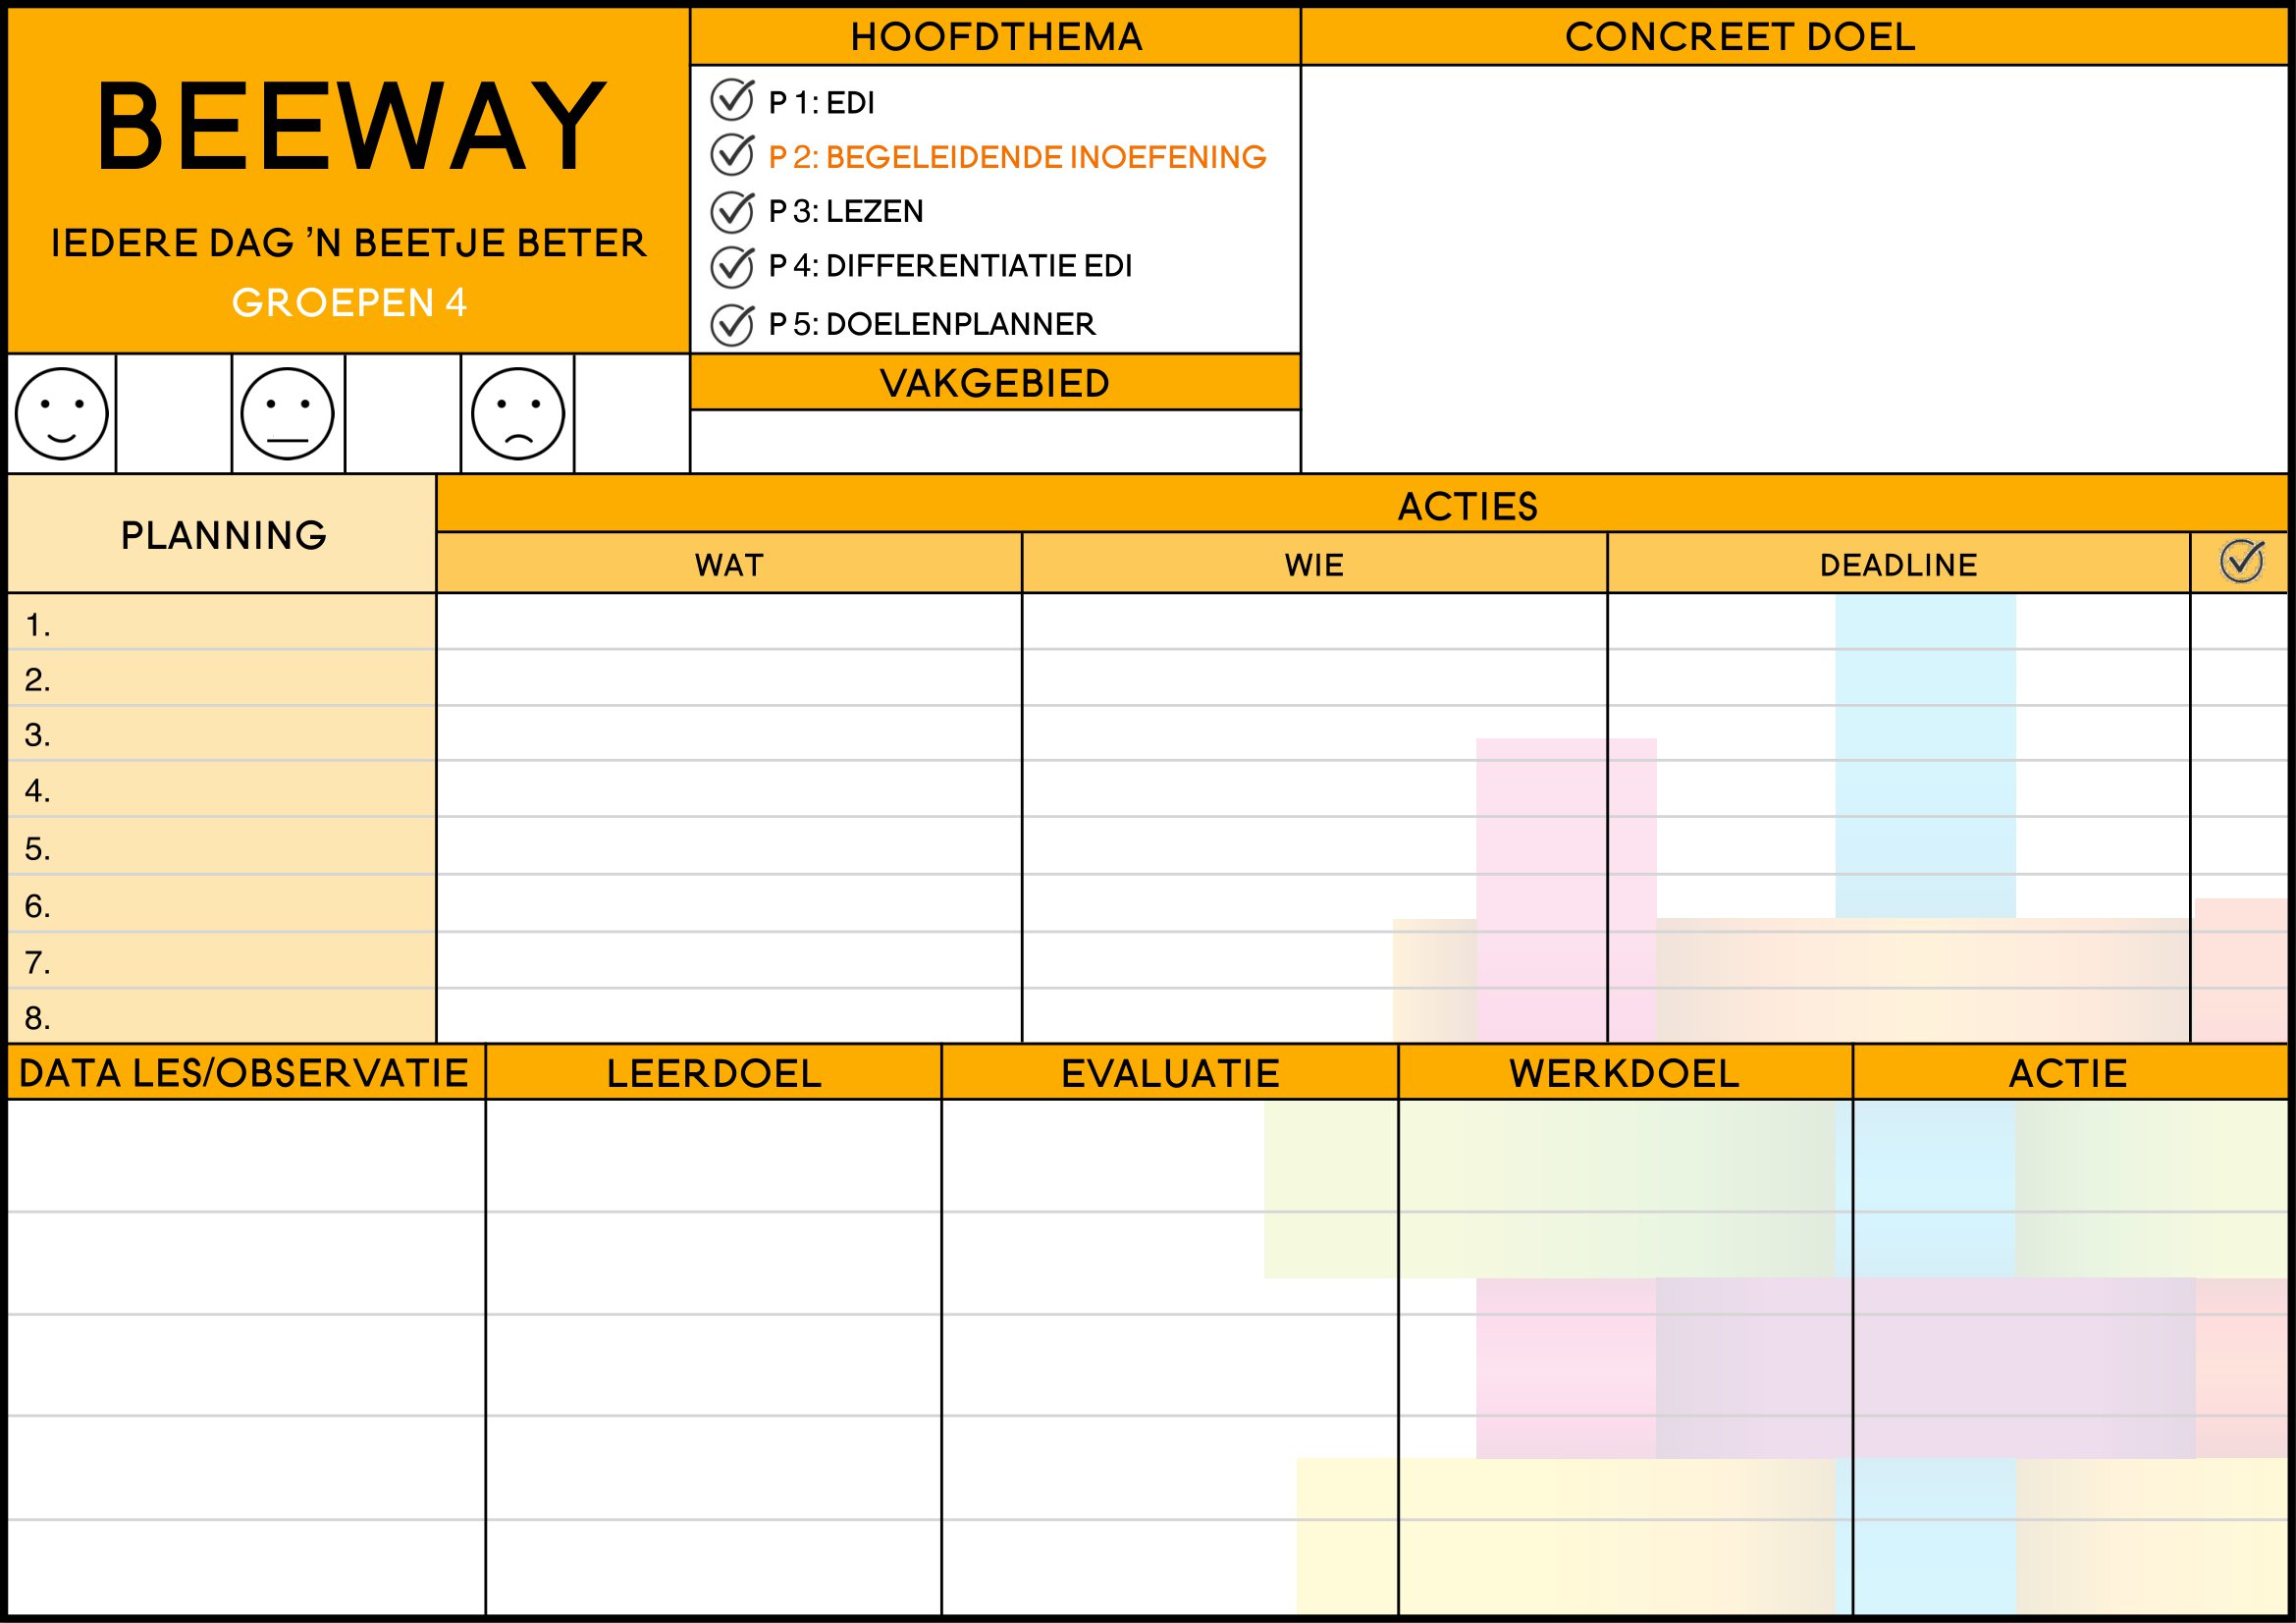 BEEWAY
IEDERE DAG 'N BEETJE BETER
GROEPEN 4
HOOFDTHEMA
P 1: EDI
P 2: BEGELEIDENDE INOEFENING
P 3: LEZEN
P 4: DIFFERENTIATIE EDI
P 5: DOELENPLANNER
VAKGEBIED
CONCREET DOEL
PLANNING
ACTIES
WAT
WIE
DEADLINE
1.
2.
3.
4.
5.
6.
7.
8.
DATA LES/OBSERVATIE
LEERDOEL
EVALUATIE
WERKDOEL
ACTIE